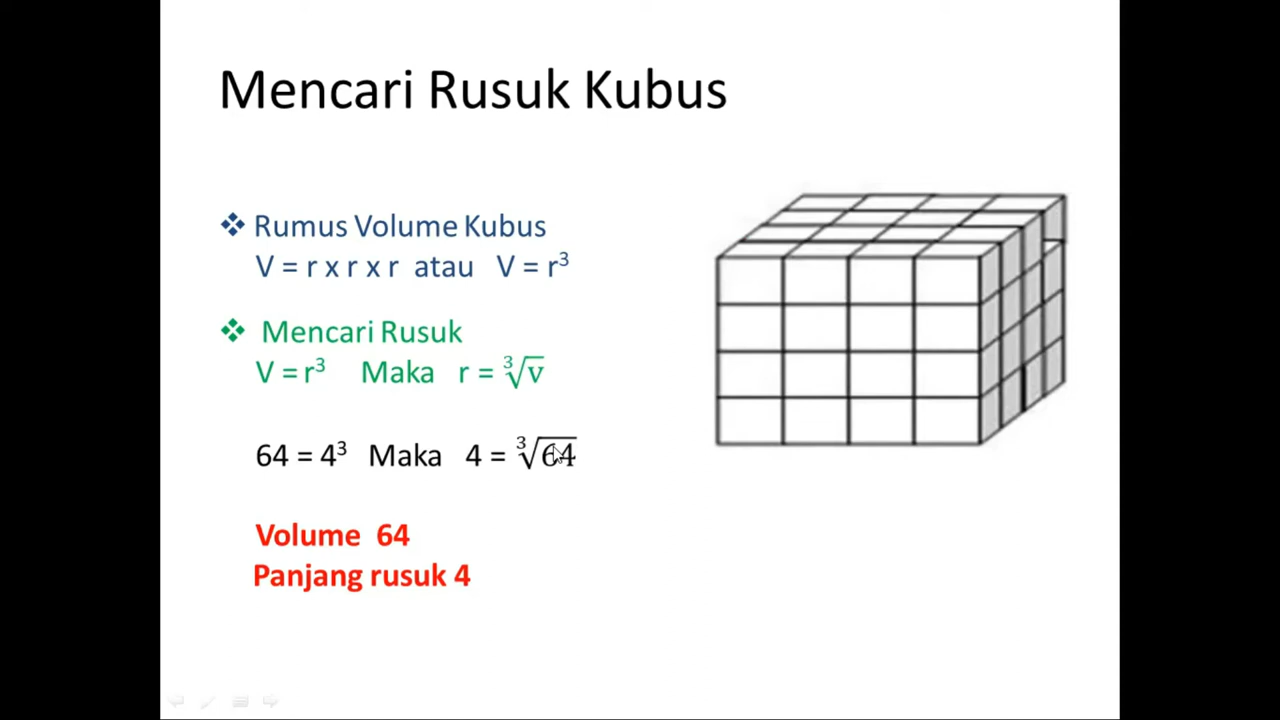 Mencari Rusuk Kubus
❖ Rumus Volume Kubus
V = r x r x r atau V = r³
❖ Mencari Rusuk
V = r³ Maka r = ∛v
64 = 4³ Maka 4 = ∛64
Volume 64
Panjang rusuk 4